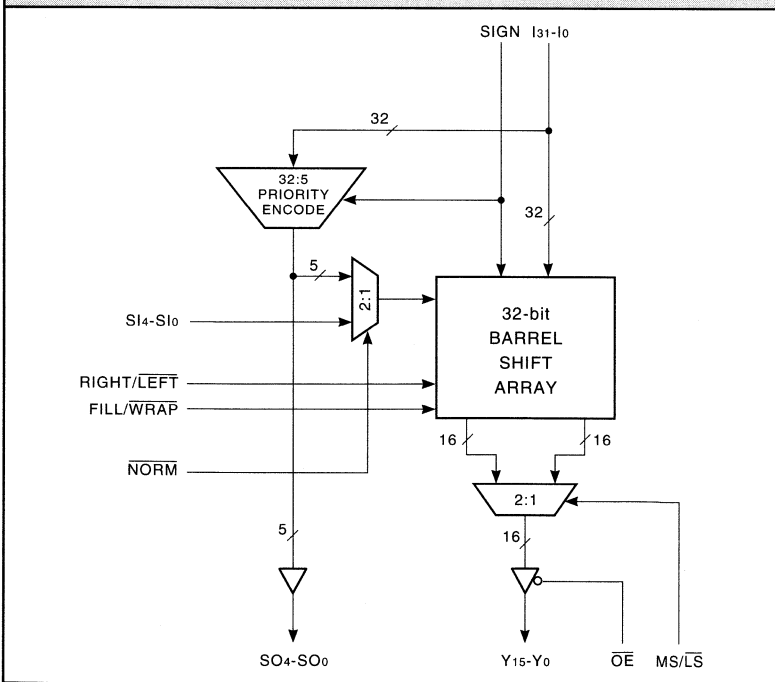 SIGN I31-I0
32
32:5
PRIORITY
ENCODE
32
5
2:1
32-bit
BARREL
SHIFT
ARRAY
SI4-SI0
RIGHT/LEFT
FILL/WRAP
16
16
NORM
2:1
5
16
SO4-SO0
Y15-Y0
OE
MS/LS